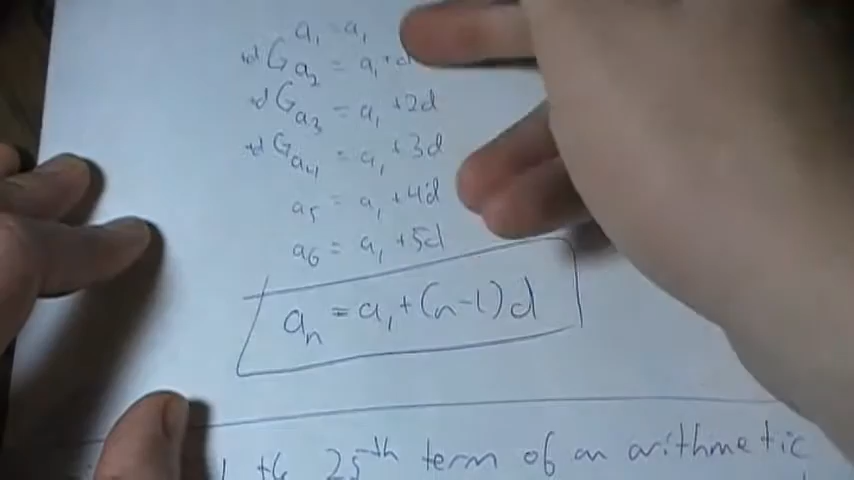 a₁ = a₁
+d a₂ = a₁ + d
+d a₃ = a₁ + 2d
+d a₄ = a₁ + 3d
a₅ = a₁ + 4d
a₆ = a₁ + 5d
aₙ = a₁ + (n-1)d
25th term of an arithmetic